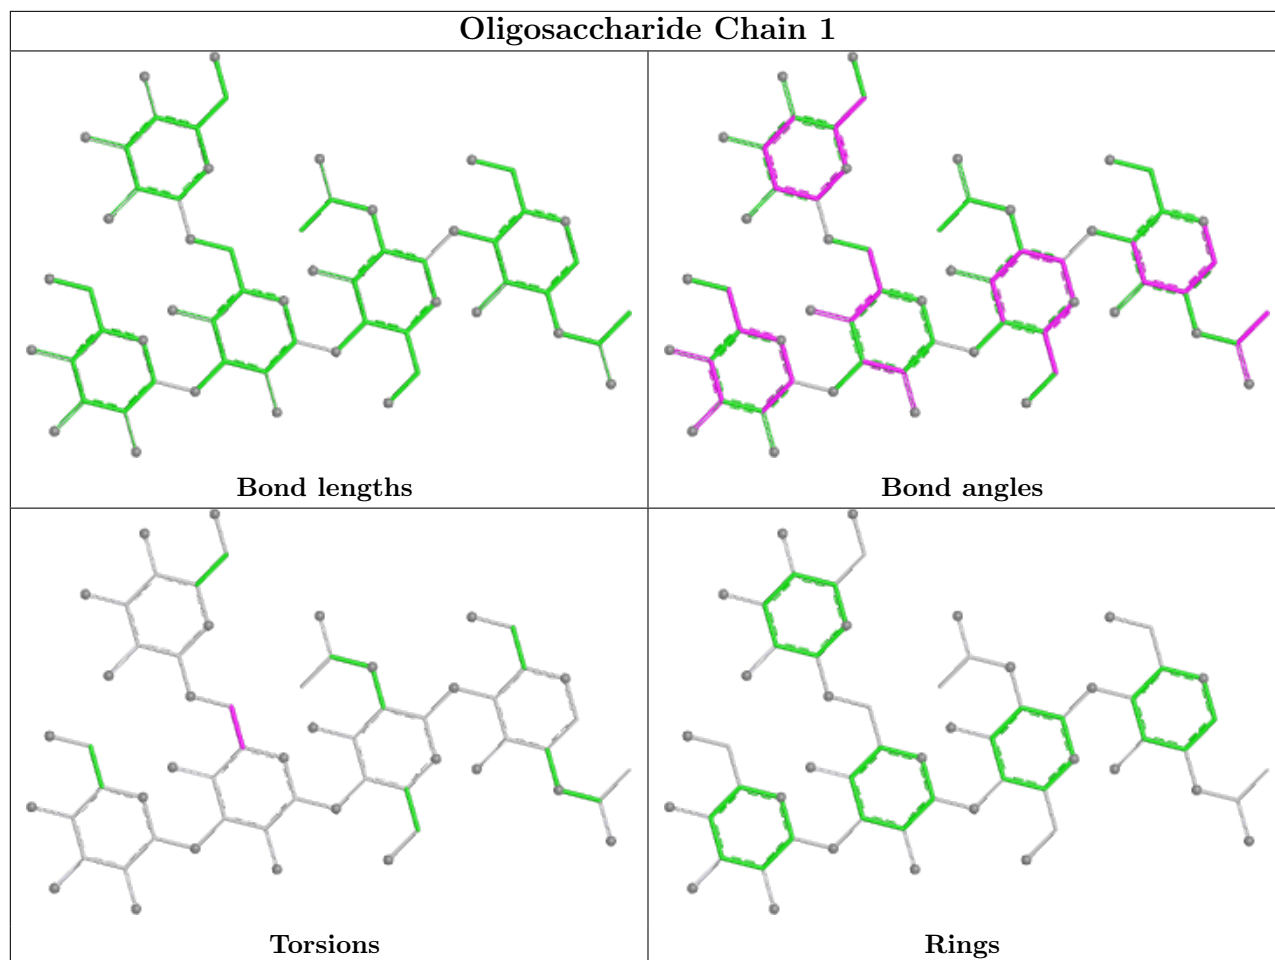 Oligosaccharide Chain 1
Bond lengths
Bond angles
Torsions
Rings